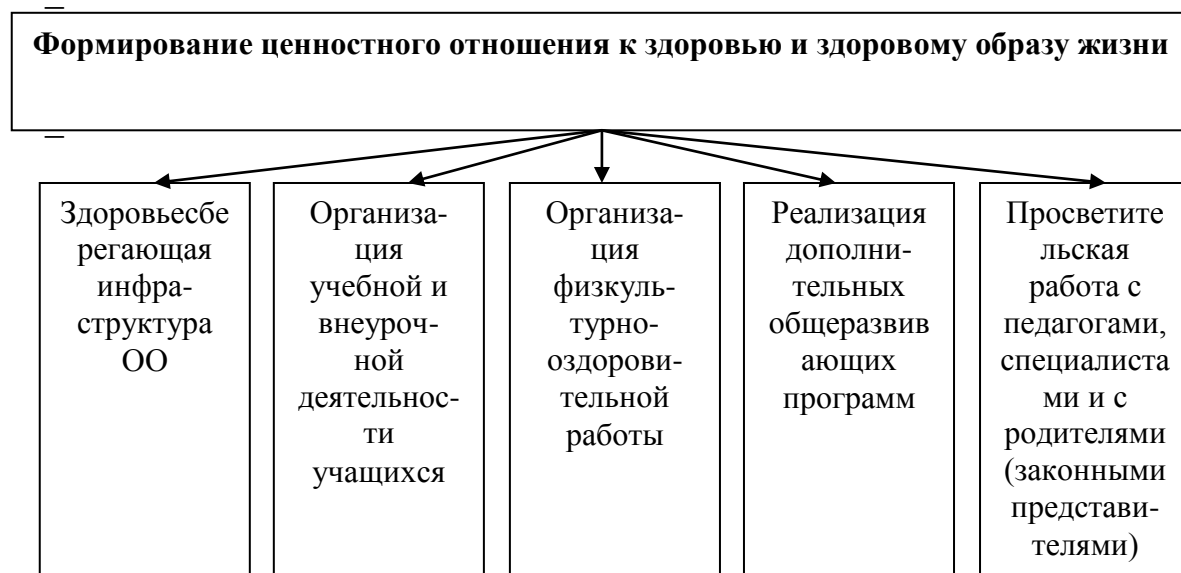 Формирование ценностного отношения к здоровью и здоровому образу жизни
Здоровьесбе
регающая
инфра-
структура
ОО
Организа-
ция
учебной и
внеуроч-
ной
деятельнос-
ти
учащихся
Организа-
ция
физкуль-
турно-
оздорови-
тельной
работы
Реализация
дополни-
тельных
общеразвив
ающих
программ
Просветите
льская
работа с
педагогами,
специалиста
ми и с
родителями
(законными
представи-
телями)